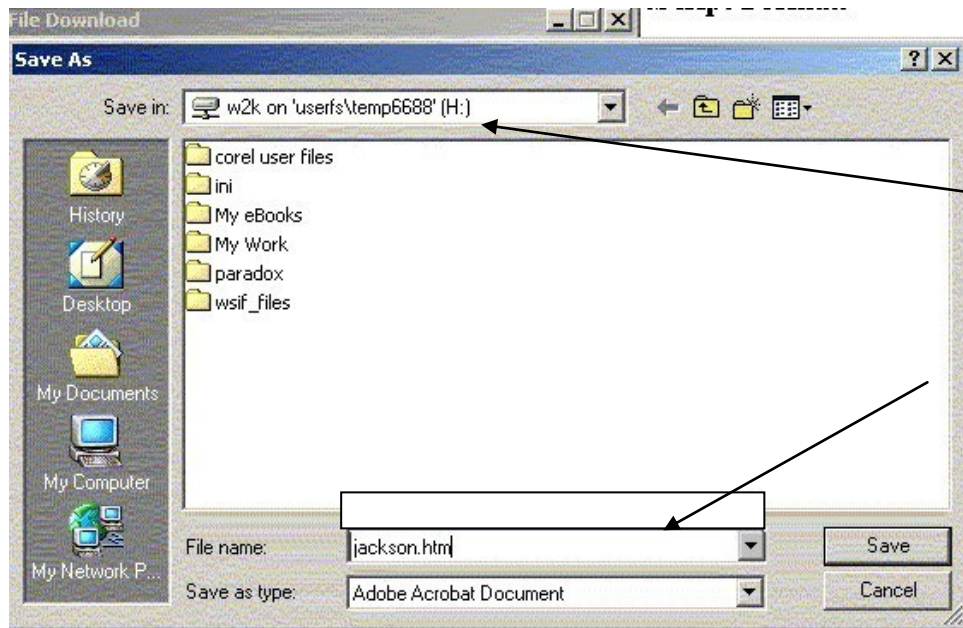 File Download
Save As
Save in:
w2k on 'userfs\temp6688' (H:)
History
Desktop
My Documents
My Computer
My Network P...
corel user files
ini
My eBooks
My Work
paradox
wsif_files
File name:
jackson.htm
Save
Save as type:
Adobe Acrobat Document
Cancel